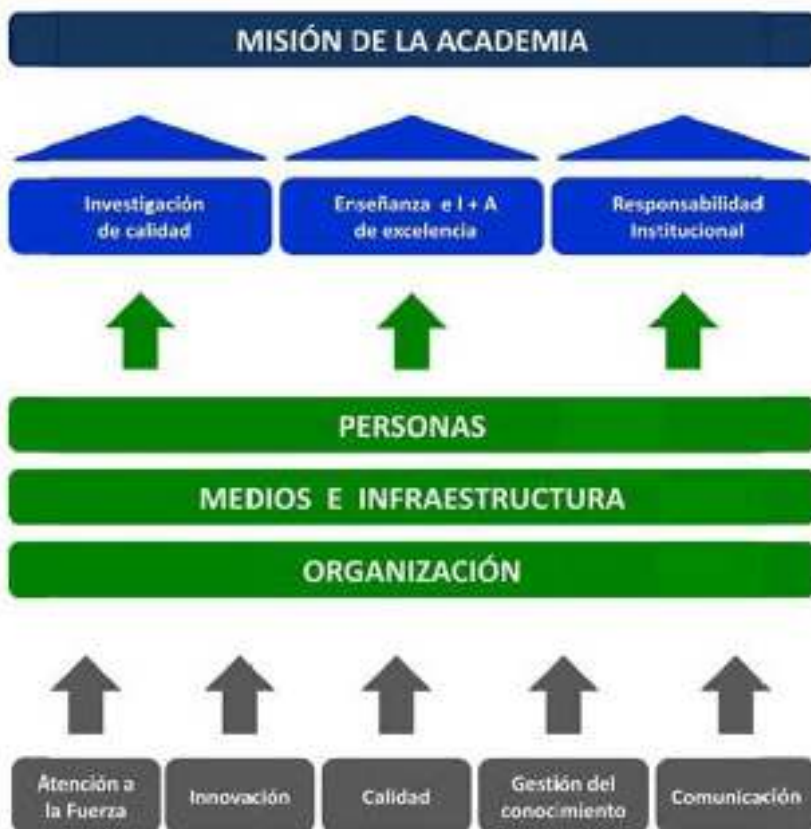 MISIÓN DE LA ACADEMIA
Investigación
de calidad
Enseñanza e I + A
de excelencia
Responsabilidad
Institucional
PERSONAS
MEDIOS E INFRAESTRUCTURA
ORGANIZACIÓN
Atención a
la Fuerza
Innovación
Calidad
Gestión del
conocimiento
Comunicación